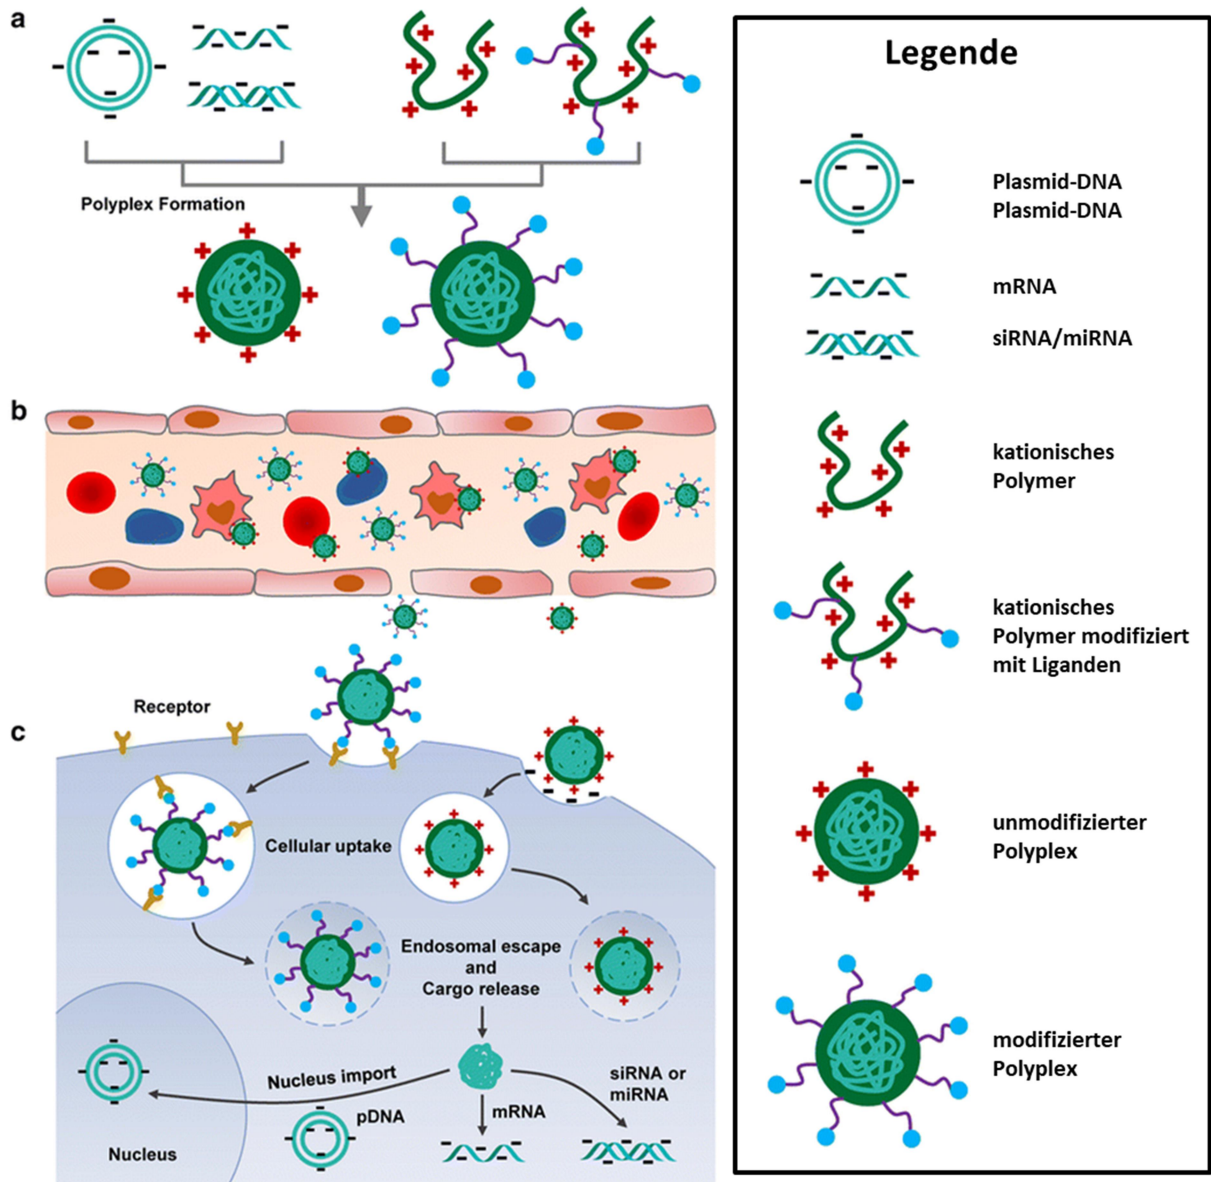 a
Polyplex Formation
b
c
Receptor
Cellular uptake
Endosomal escape
and
Cargo release
Nucleus import
siRNA or
miRNA
pDNA
mRNA
Nucleus
Legende
Plasmid-DNA
Plasmid-DNA
mRNA
siRNA/miRNA
kationisches
Polymer
kationisches
Polymer modifiziert
mit Liganden
unmodifizierter
Polyplex
modifizierter
Polyplex